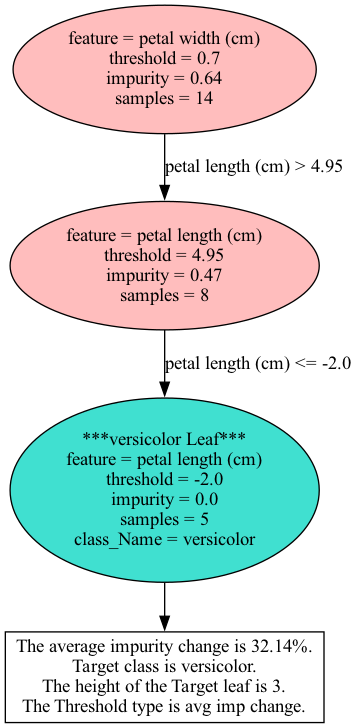 feature = petal width (cm)
threshold = 0.7
impurity = 0.64
samples = 14
petal length (cm) > 4.95
feature = petal length (cm)
threshold = 4.95
impurity = 0.47
samples = 8
petal length (cm) <= -2.0
***versicolor Leaf***
feature = petal length (cm)
threshold = -2.0
impurity = 0.0
samples = 5
class_Name = versicolor
The average impurity change is 32.14%.
Target class is versicolor.
The height of the Target leaf is 3.
The Threshold type is avg imp change.